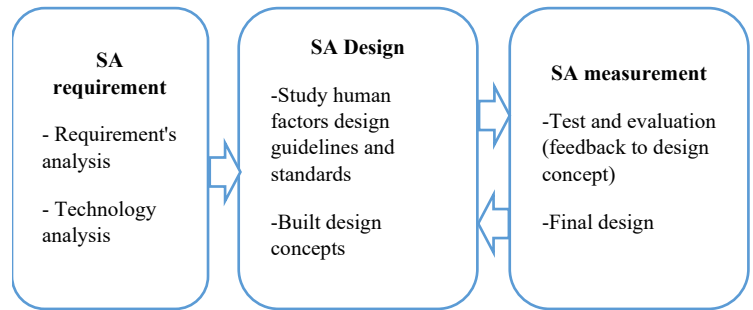 SA
requirement
- Requirement's
analysis
- Technology
analysis
SA Design
-Study human
factors design
guidelines and
standards
-Built design
concepts
SA measurement
-Test and evaluation
(feedback to design
concept)
-Final design